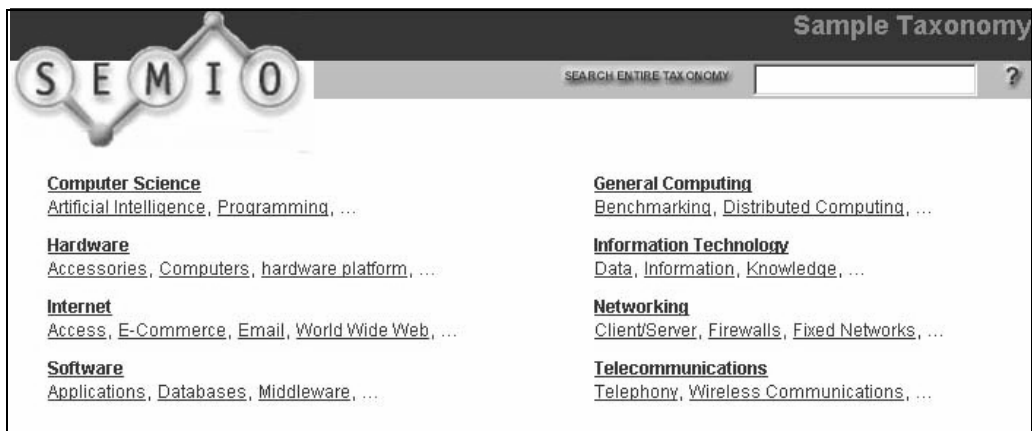 Sample Taxonomy
SEMIO
SEARCH ENTIRE TAXONOMY ?
Computer Science
Artificial Intelligence, Programming, ...
Hardware
Accessories, Computers, hardware platform, ...
Internet
Access, E-Commerce, Email, World Wide Web, ...
Software
Applications, Databases, Middleware, ...
General Computing
Benchmarking, Distributed Computing, ...
Information Technology
Data, Information, Knowledge, ...
Networking
Client/Server, Firewalls, Fixed Networks, ...
Telecommunications
Telephony, Wireless Communications, ...